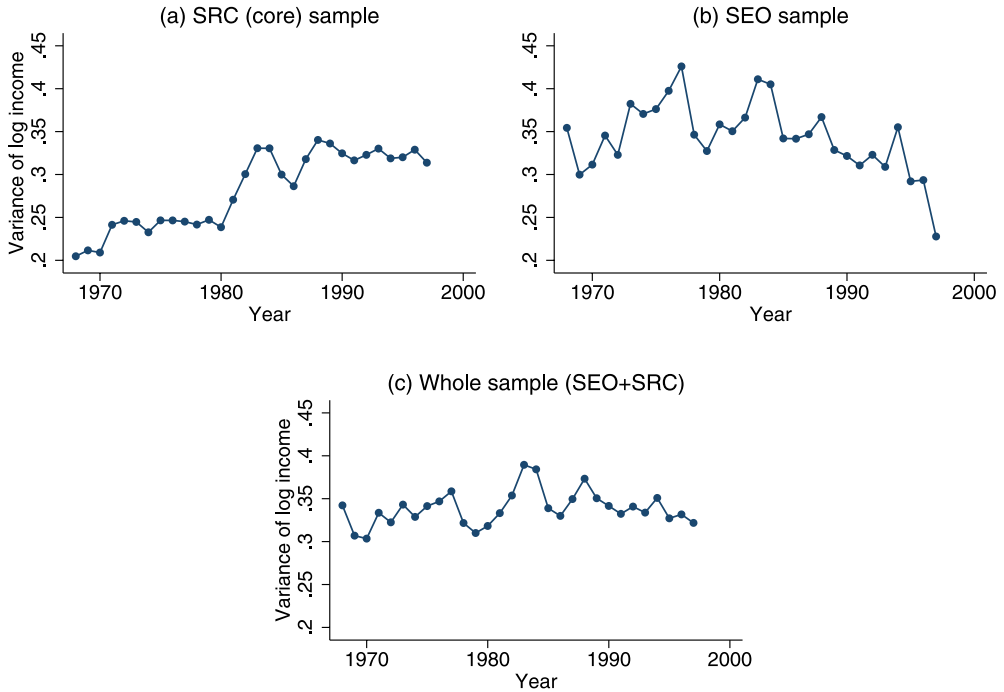 (a) SRC (core) sample
Variance of log income
.45
.4
.35
.3
.25
.2
1970 1980 1990 2000
Year
(b) SEO sample
.45
.4
.35
.3
.25
.2
1970 1980 1990 2000
Year
(c) Whole sample (SEO+SRC)
Variance of log income
.45
.4
.35
.3
.25
.2
1970 1980 1990 2000
Year